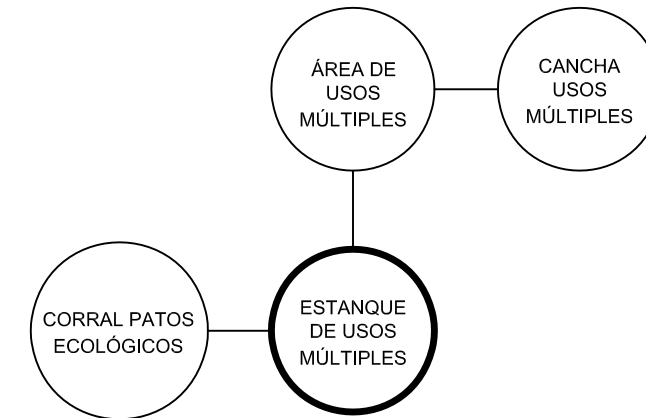 ÁREA DE
USOS
MÚLTIPLES
CANCHA
USOS
MÚLTIPLES
CORRAL PATOS
ECOLÓGICOS
ESTANQUE
DE USOS
MÚLTIPLES